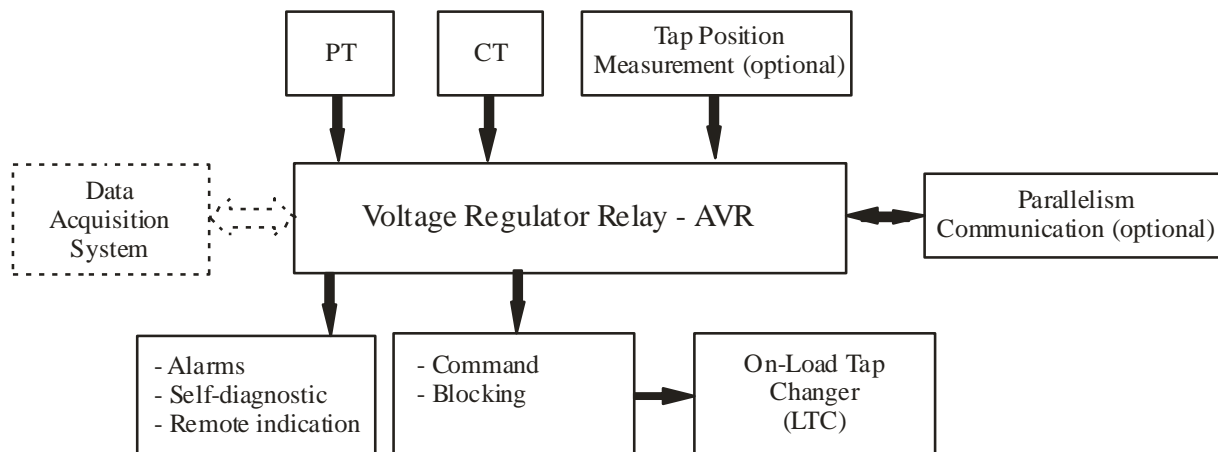 PT
CT
Tap Position
Measurement (optional)
Data
Acquisition
System
Voltage Regulator Relay - AVR
Parallelism
Communication (optional)
- Alarms
- Self-diagnostic
- Remote indication
- Command
- Blocking
On-Load Tap
Changer
(LTC)